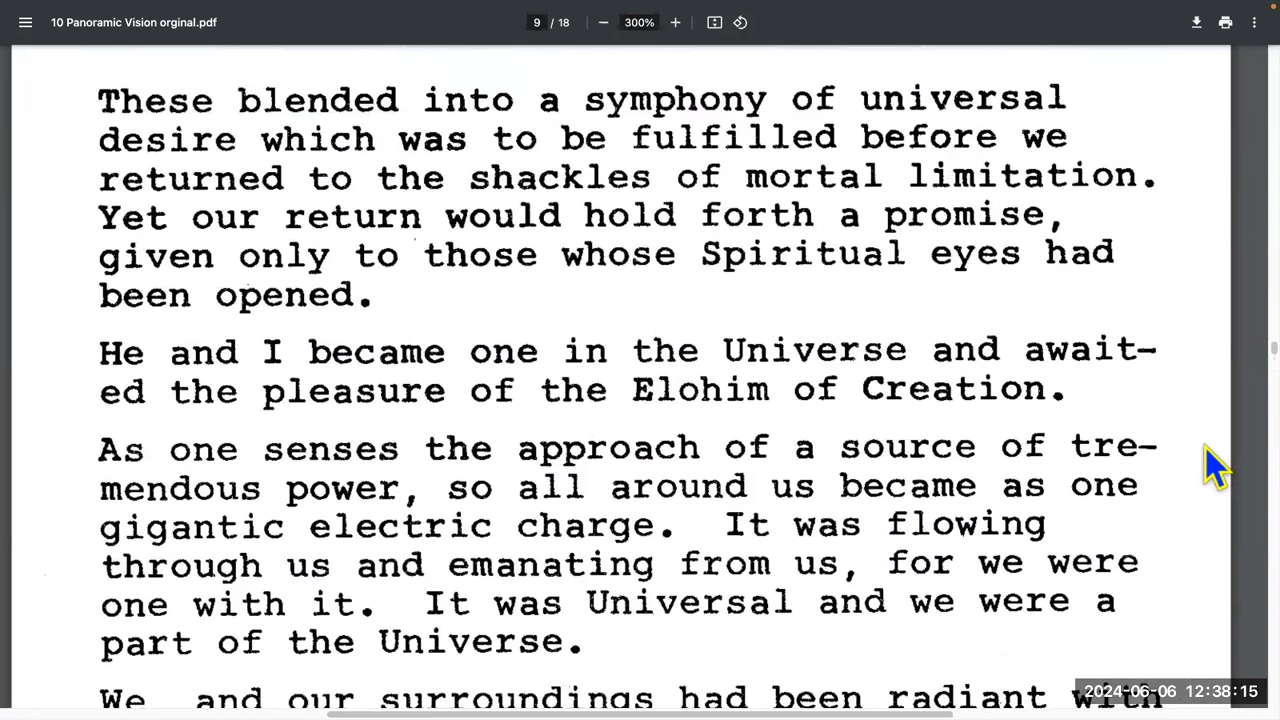 10 Panoramic Vision orginal.pdf
9 / 18
300%
These blended into a symphony of universal
desire which was to be fulfilled before we
returned to the shackles of mortal limitation.
Yet our return would hold forth a promise,
given only to those whose Spiritual eyes had
been opened.
He and I became one in the Universe and await-
ed the pleasure of the Elohim of Creation.
As one senses the approach of a source of tre-
mendous power, so all around us became as one
gigantic electric charge. It was flowing
through us and emanating from us, for we were
one with it. It was Universal and we were a
part of the Universe.
We and our surroundings had been radiant with
2024-06-06 12:38:15